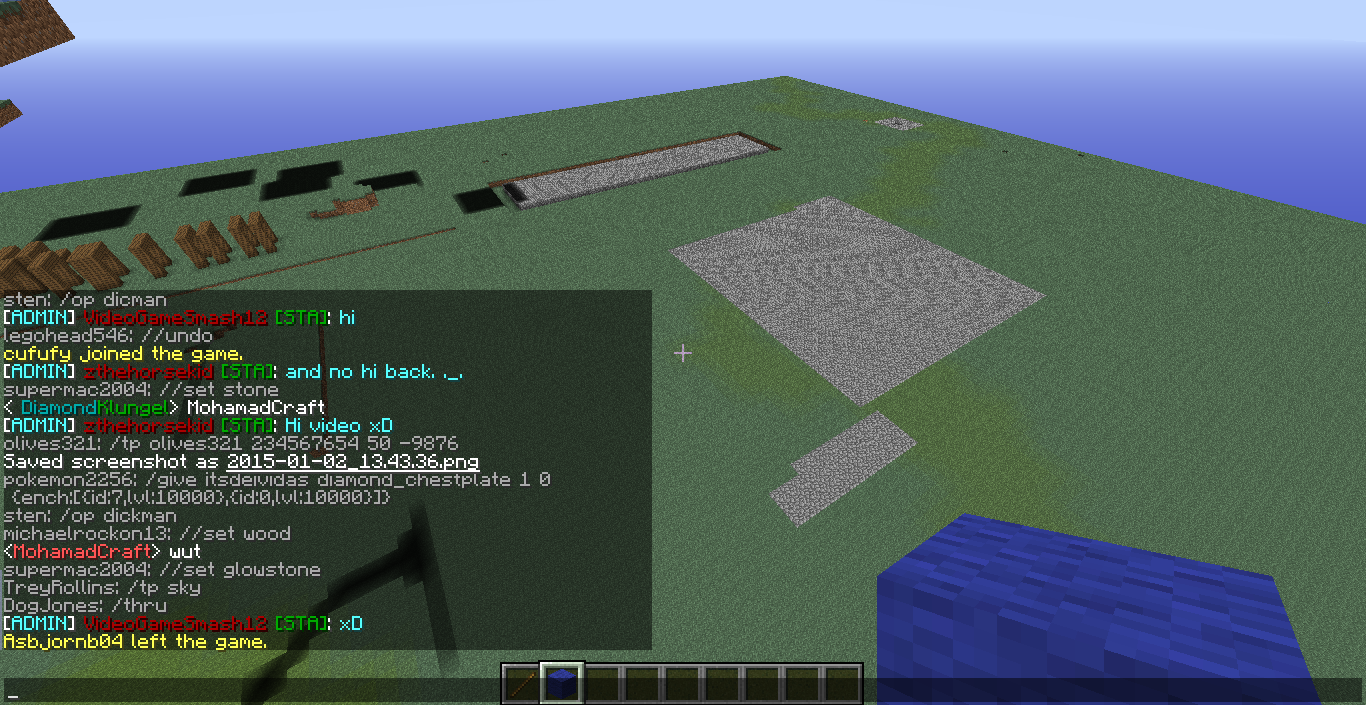 sten: /op dicman
[ADMIN] VideoGameSmash12 [STA]: hi
legohead546: //undo
cufufy joined the game.
[ADMIN] zthehorsekid [STA]: and no hi back. ._.
supermac2004: //set stone
< DiamondKlungel> MohamadCraft
[ADMIN] zthehorsekid [STA]: Hi video xD
olives321: /tp olives321 234567654 50 -9876
Saved screenshot as 2015-01-02_13.43.36.png
pokemon2256: /give itsdeividas diamond_chestplate 1 0
{ench:[{id:7,lvl:10000},{id:0,lvl:10000}]}
sten: /op dickman
michaelrockon13: //set wood
<MohamadCraft> wut
supermac2004: //set glowstone
TreyRollins: /tp sky
DogJones: /thru
[ADMIN] VideoGameSmash12 [STA]: xD
Asbjornb04 left the game.
_